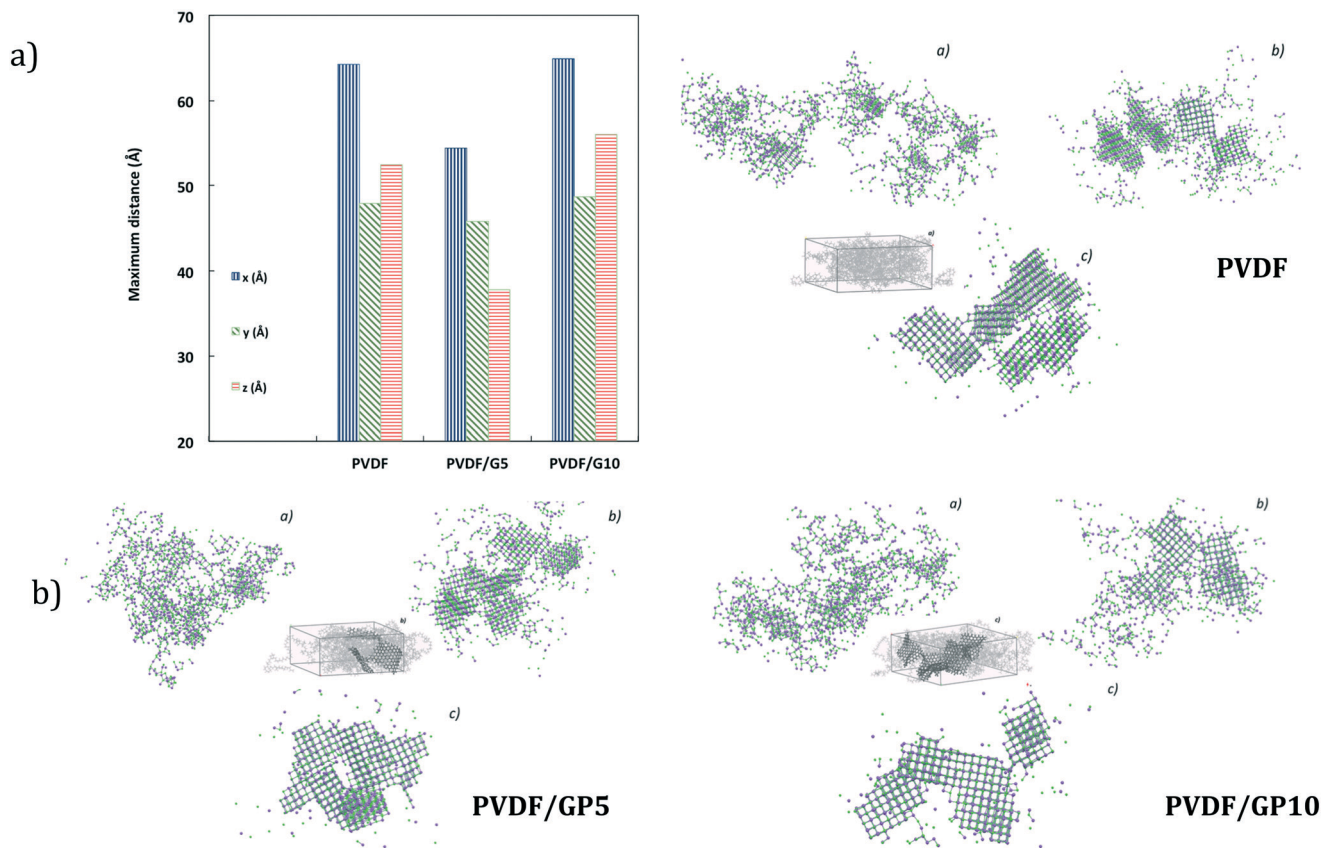 a)
70
60
50
40
30
20
Maximum distance (Å)
x (Å)
y (Å)
z (Å)
PVDF
PVDF/G5
PVDF/G10
a)
b)
a)
c)
PVDF
b)
a)
b)
b)
c)
PVDF/GP5
a)
b)
c)
c)
PVDF/GP10